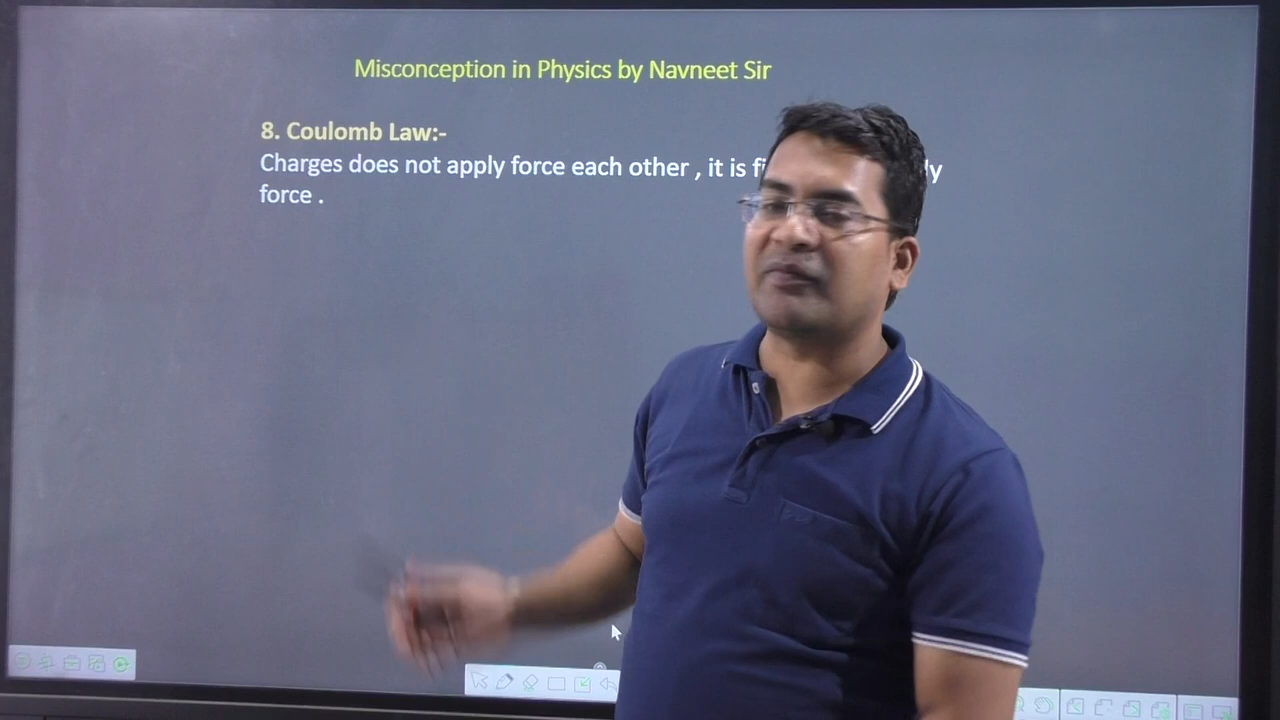 Misconception in Physics by Navneet Sir
8. Coulomb Law:-
Charges does not apply force each other , it is
force .